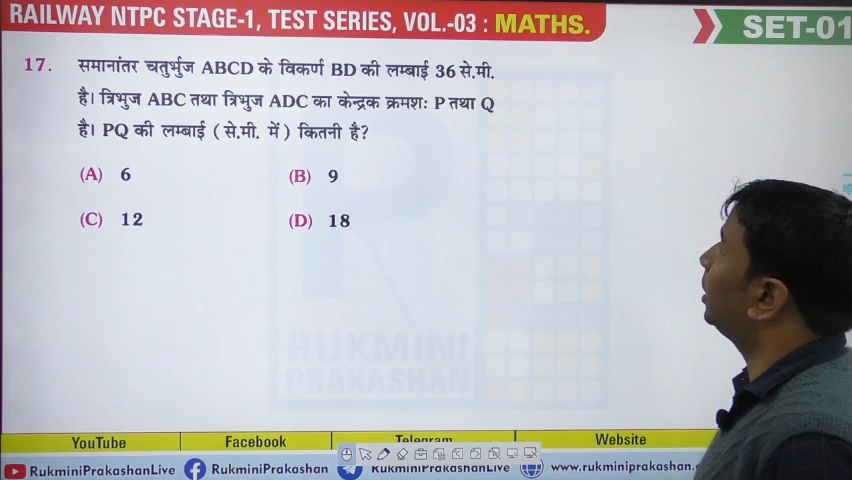 RAILWAY NTPC STAGE-1, TEST SERIES, VOL.-03 : MATHS.
SET-01
17. समानांतर चतुर्भुज ABCD के विकर्ण BD की लम्बाई 36 से.मी.
है। त्रिभुज ABC तथा त्रिभुज ADC का केन्द्रक क्रमशः P तथा Q
है। PQ की लम्बाई (से.मी. में) कितनी है?
(A) 6 (B) 9
(C) 12 (D) 18
RUKMINI
PRAKASHAN
YouTube Facebook Telegram Website
RukminiPrakashanLive RukminiPrakashan RukminiPrakashanLive www.rukminiprakashan.